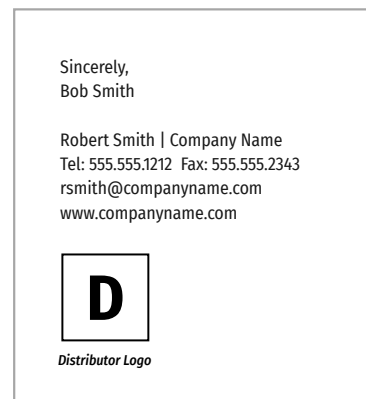 Sincerely,
Bob Smith
Robert Smith | Company Name
Tel: 555.555.1212  Fax: 555.555.2343
rsmith@companyname.com
www.companyname.com
D
Distributor Logo